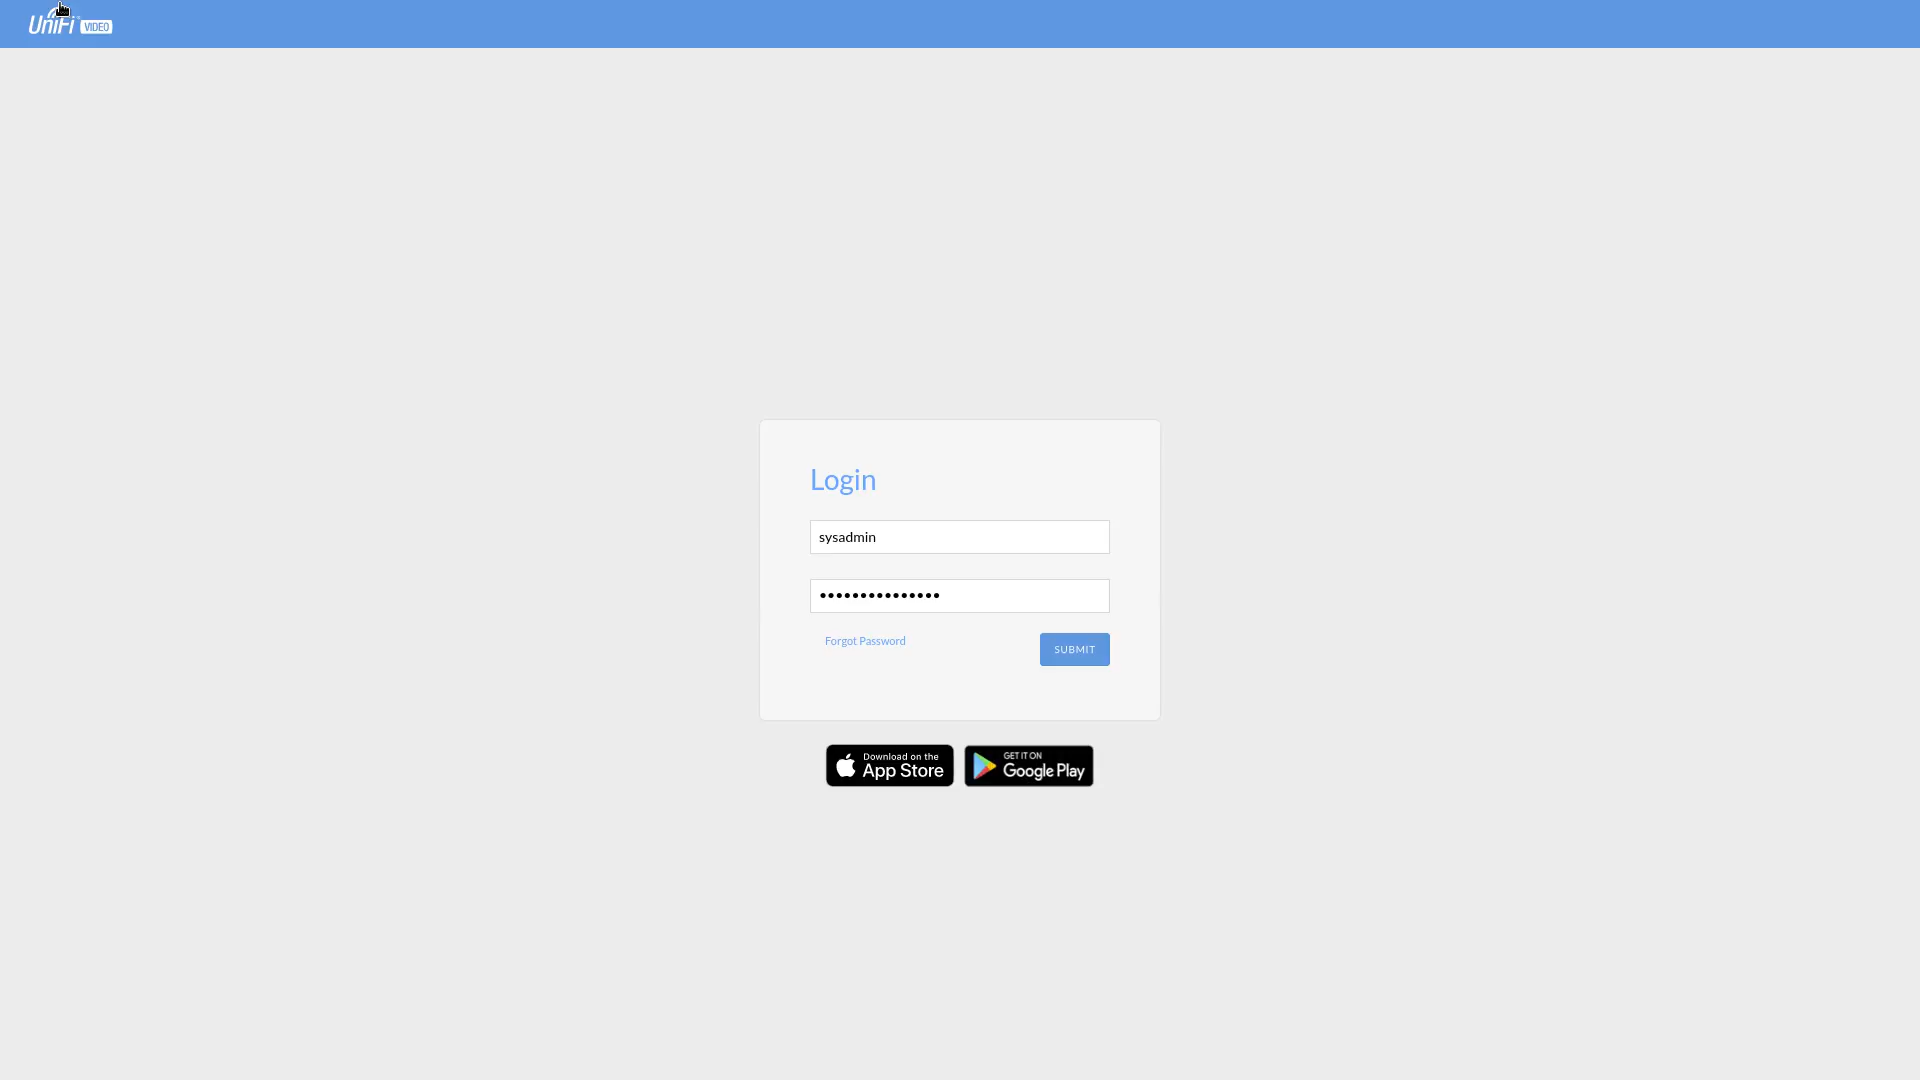 UniFi VIDEO
Login
sysadmin
•••••••••••••••
Forgot Password
SUBMIT
Download on the
App Store
GET IT ON
Google Play